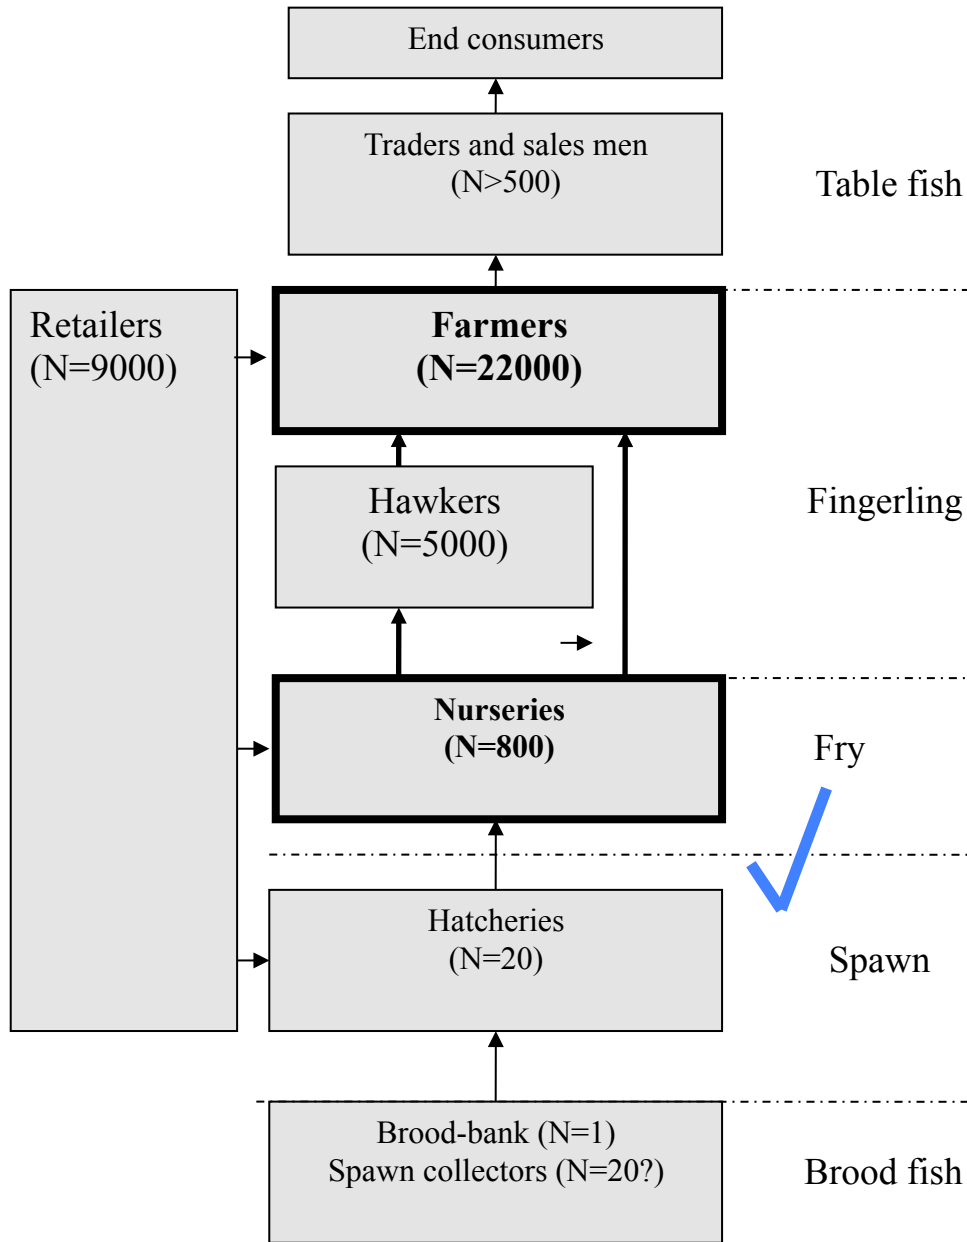 End consumers
Traders and sales men
(N>500)
Table fish
Retailers
(N=9000)
Farmers
(N=22000)
Hawkers
(N=5000)
Fingerling
Nurseries
(N=800)
Fry
Hatcheries
(N=20)
Spawn
Brood-bank (N=1)
Spawn collectors (N=20?)
Brood fish